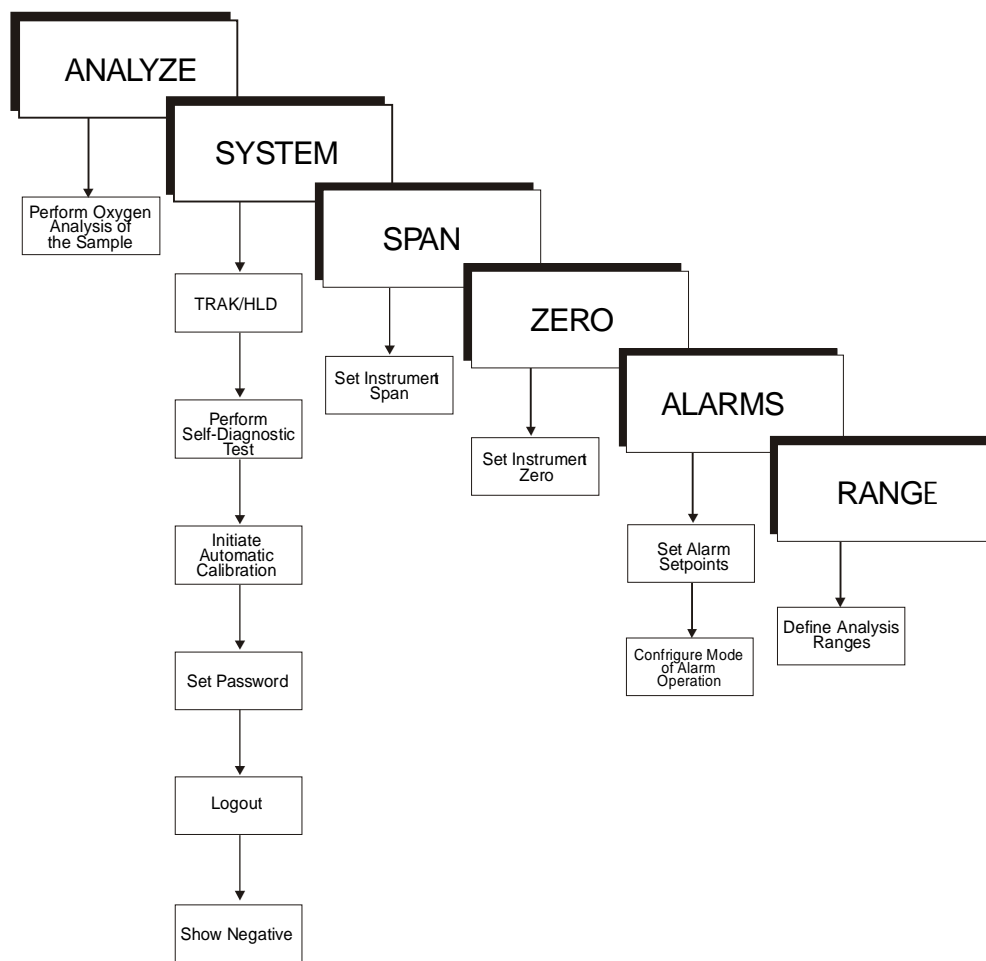 ANALYZE
Perform Oxygen
Analysis of
the Sample
SYSTEM
TRAK/HLD
Perform
Self-Diagnostic
Test
Initiate
Automatic
Calibration
Set Password
Logout
Show Negative
SPAN
Set Instrument
Span
ZERO
Set Instrument
Zero
ALARMS
Set Alarm
Setpoints
Confrigure Mode
of Alarm
Operation
RANGE
Define Analysis
Ranges